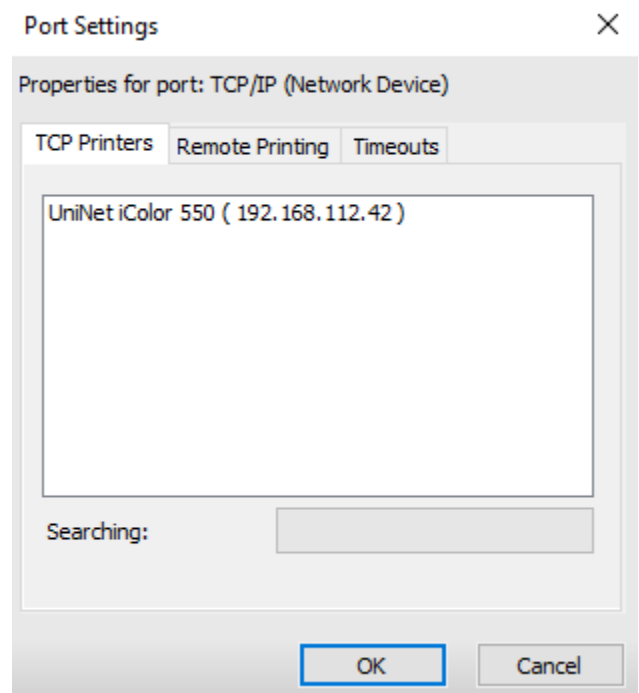 Port Settings
Properties for port: TCP/IP (Network Device)
TCP Printers Remote Printing Timeouts
UniNet iColor 550 ( 192.168.112.42 )
Searching:
OK Cancel